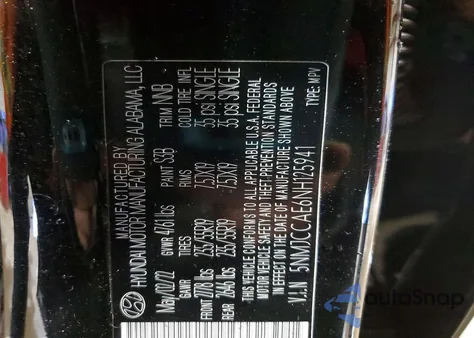 MANUFACTURED BY
HYUNDAI MOTOR MANUFACTURING ALABAMA, LLC
GVWR 4761 lbs PAINT S3B TRIM NNB
GAWR TIRES RIMS COLD TIRE INFL
FRONT 2778 lbs 235/55R19 7.5JX19 35 psi SINGLE
REAR 2646 lbs 235/55R19 7.5JX19 35 psi SINGLE
THIS VEHICLE CONFORMS TO ALL APPLICABLE U.S.A. FEDERAL
MOTOR VEHICLE SAFETY AND THEFT PREVENTION STANDARDS
IN EFFECT ON THE DATE OF MANUFACTURE SHOWN ABOVE
V.I.N 5NMJCCAE6NH125941 TYPE: MPV
autoSnap